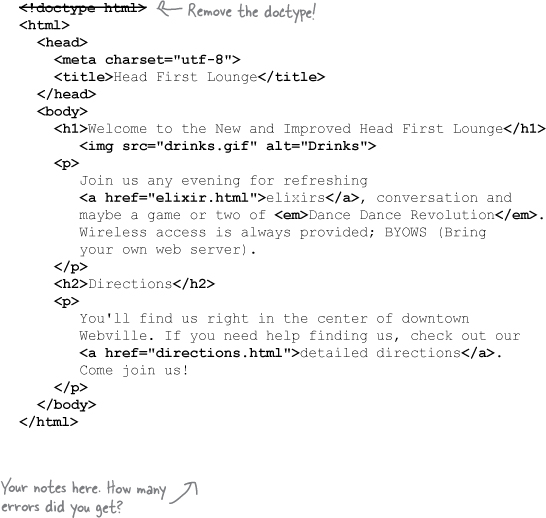 <!doctype html> Remove the doctype!
<html>
<head>
<meta charset="utf-8">
<title>Head First Lounge</title>
</head>
<body>
<h1>Welcome to the New and Improved Head First Lounge</h1>
<img src="drinks.gif" alt="Drinks">
<p>
Join us any evening for refreshing
<a href="elixir.html">elixirs</a>, conversation and
maybe a game or two of <em>Dance Dance Revolution</em>.
Wireless access is always provided; BYOWS (Bring
your own web server).
</p>
<h2>Directions</h2>
<p>
You'll find us right in the center of downtown
Webville. If you need help finding us, check out our
<a href="directions.html">detailed directions</a>.
Come join us!
</p>
</body>
</html>
Your notes here. How many
errors did you get?